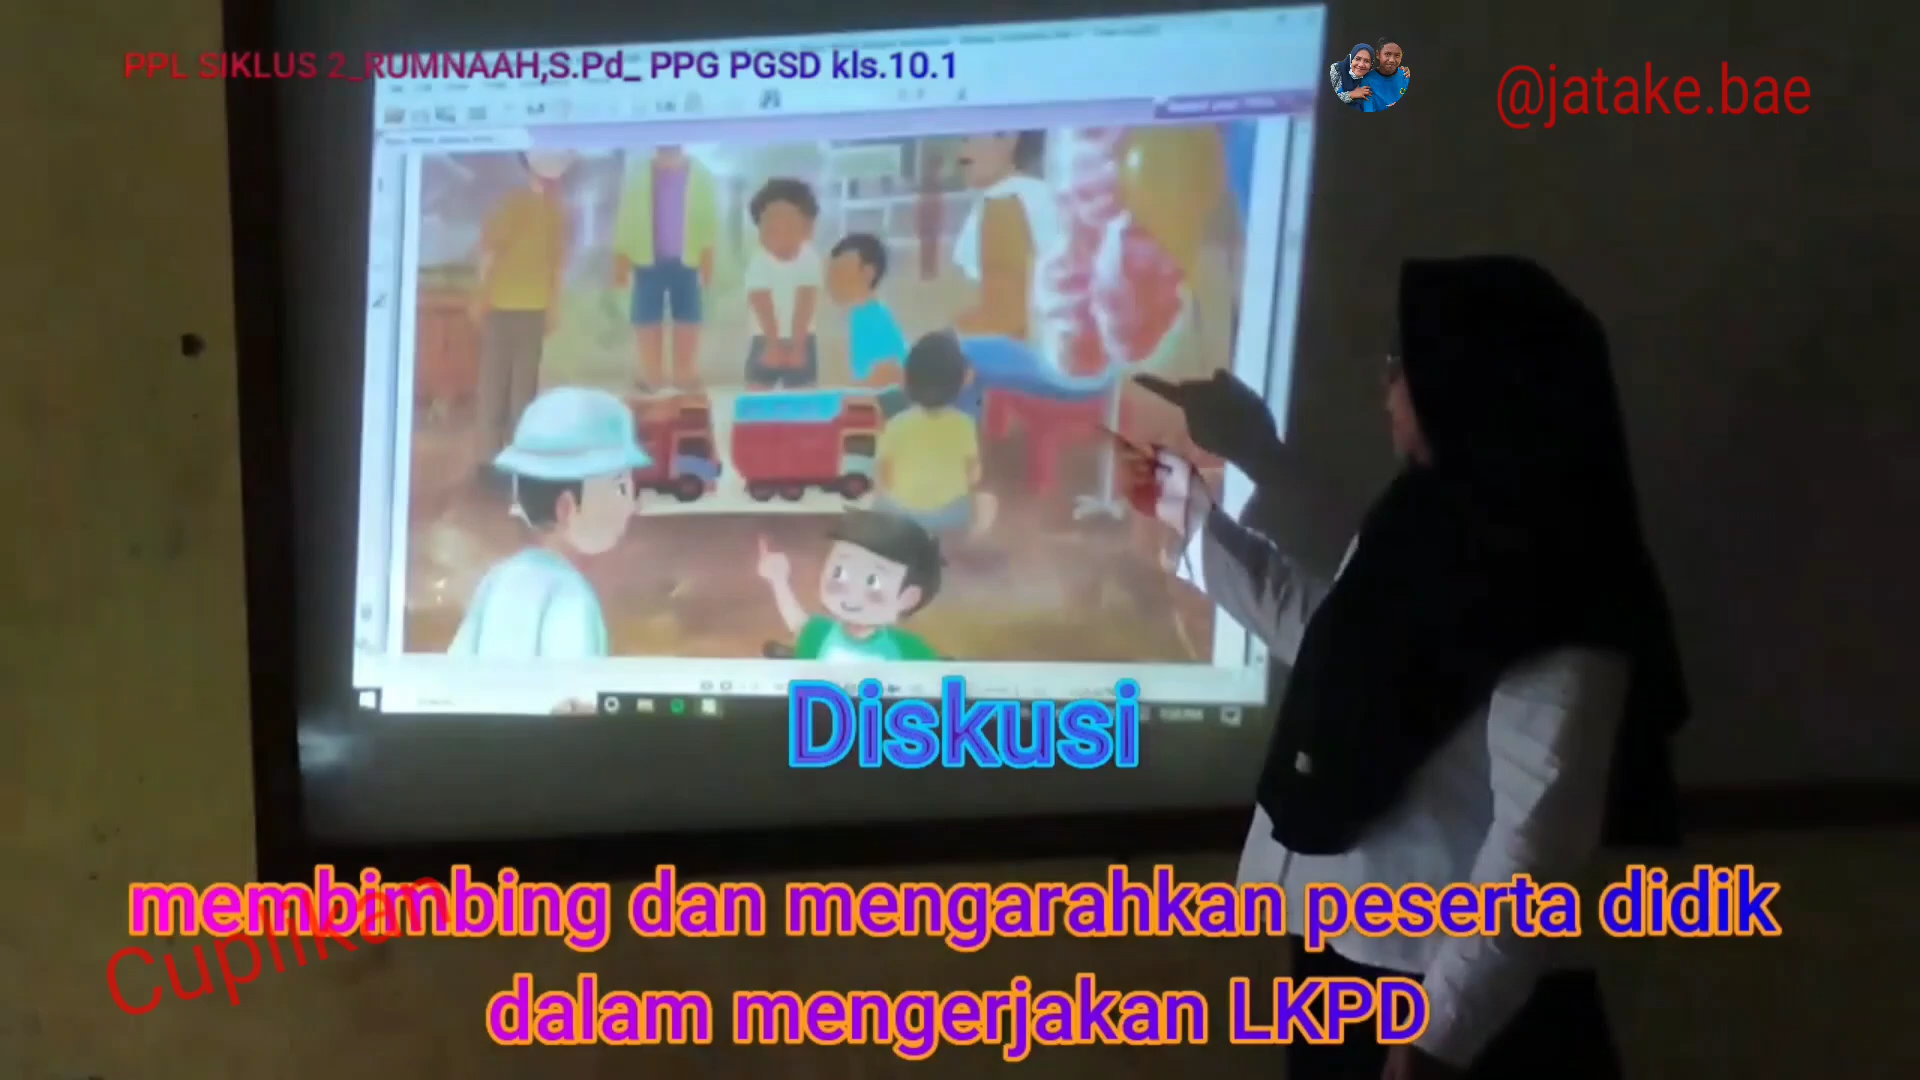 PPL SIKLUS 2_RUMNAAH,S.Pd_ PPG PGSD kls.10.1
@jatake.bae
Diskusi
membimbing dan mengarahkan peserta didik
Cuplikan
dalam mengerjakan LKPD